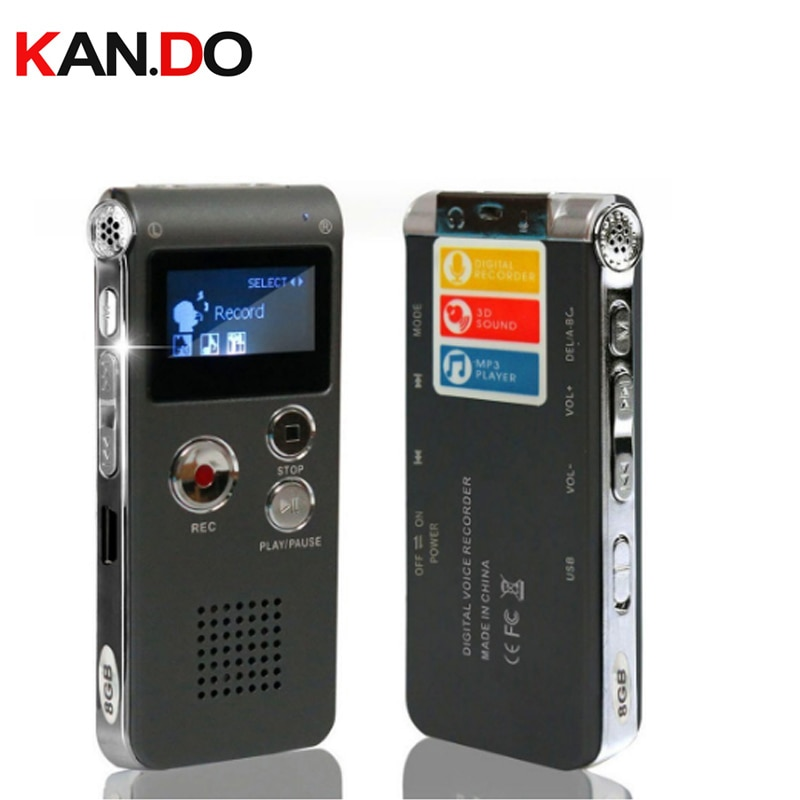 KAN.DO
L
R
SELECT
Record
REC
STOP
PLAY/PAUSE
8GB
DIGITAL
RECORDER
3D
SOUND
MP3
PLAYER
MODE
OFF ON
POWER
DIGITAL VOICE RECORDER
MADE IN CHINA
CE FC
VOL+
VOL-
USB
M
8GB